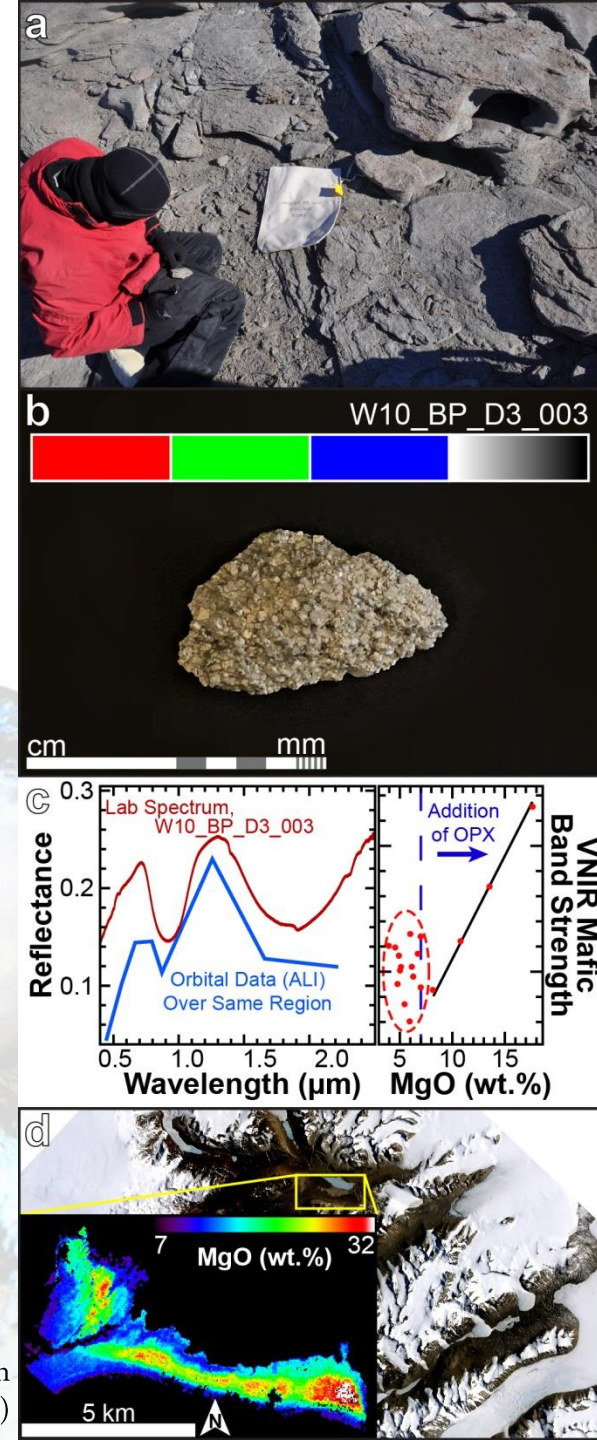 a
b
W10_BP_D3_003
cm
mm
c
0.3
0.2
0.1
Reflectance
Lab Spectrum,
W10_BP_D3_003
Orbital Data (ALI)
Over Same Region
0.5
1.0
1.5
2.0
Wavelength (µm)
Addition
of OPX
VNIR Mafic
Band Strength
5
10
15
MgO (wt.%)
d
7
32
MgO (wt.%)
5 km
N
n
)